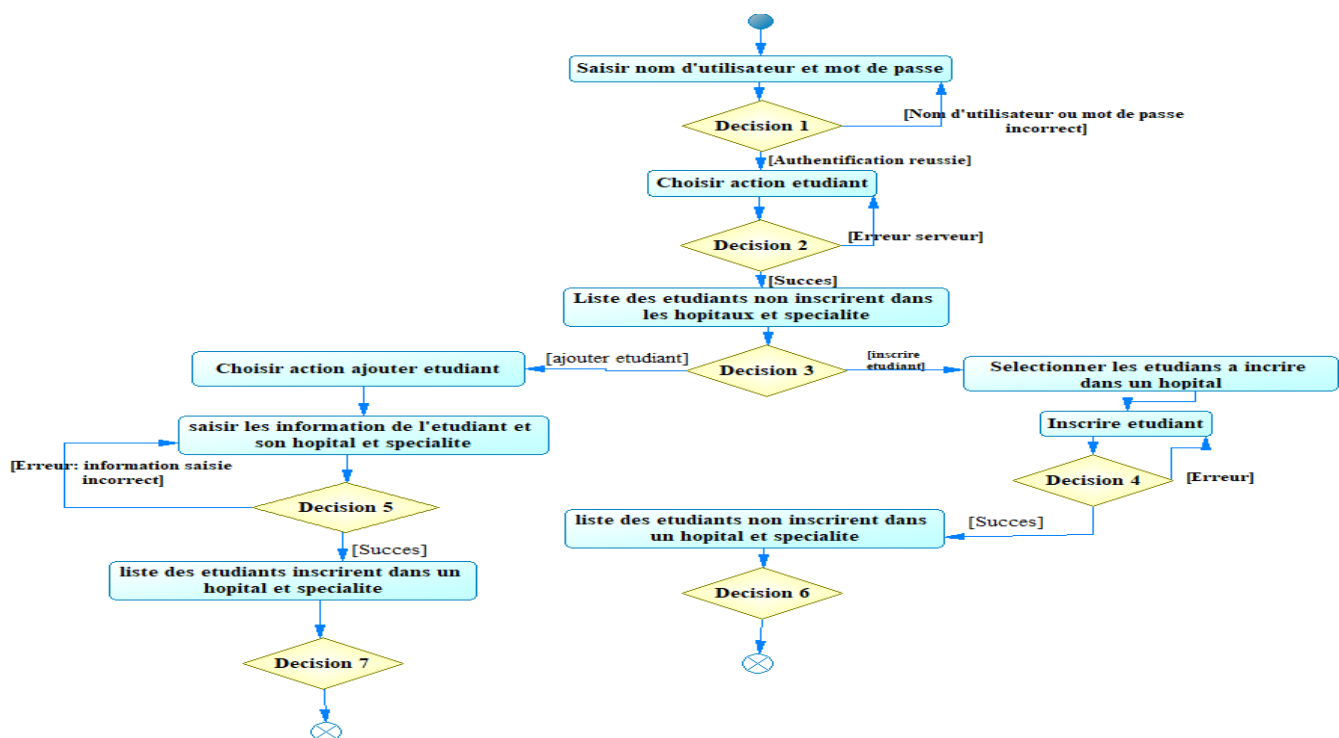 Saisir nom d'utilisateur et mot de passe
Decision 1
[Nom d'utilisateur ou mot de passe
incorrect]
[Authentification reussie]
Choisir action etudiant
Decision 2
[Erreur serveur]
[Succes]
Liste des etudiants non inscrirent dans
les hopitaux et specialite
[ajouter etudiant]
Decision 3
[inscrire
etudiant]
Choisir action ajouter etudiant
Selectionner les etudians a incrire
dans un hopital
saisir les information de l'etudiant et
son hopital et specialite
Inscrire etudiant
[Erreur: information saisie
incorrect]
Decision 4
[Erreur]
Decision 5
[Succes]
liste des etudiants non inscrirent dans
un hopital et specialite
[Succes]
liste des etudiants inscrirent dans un
hopital et specialite
Decision 6
Decision 7